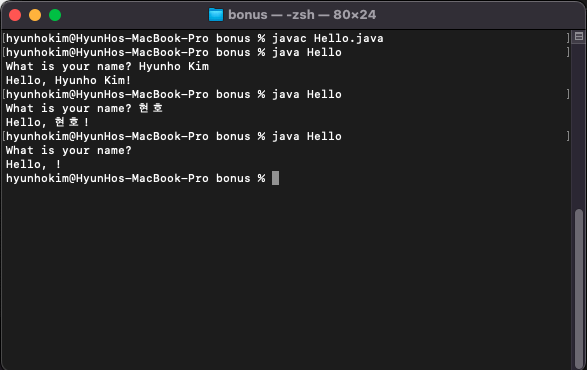 bonus — -zsh — 80×24
[hyunhokim@HyunHos-MacBook-Pro bonus % javac Hello.java ]
[hyunhokim@HyunHos-MacBook-Pro bonus % java Hello ]
What is your name? Hyunho Kim
Hello, Hyunho Kim!
[hyunhokim@HyunHos-MacBook-Pro bonus % java Hello ]
What is your name? 현호
Hello, 현호!
[hyunhokim@HyunHos-MacBook-Pro bonus % java Hello ]
What is your name?
Hello, !
hyunhokim@HyunHos-MacBook-Pro bonus %